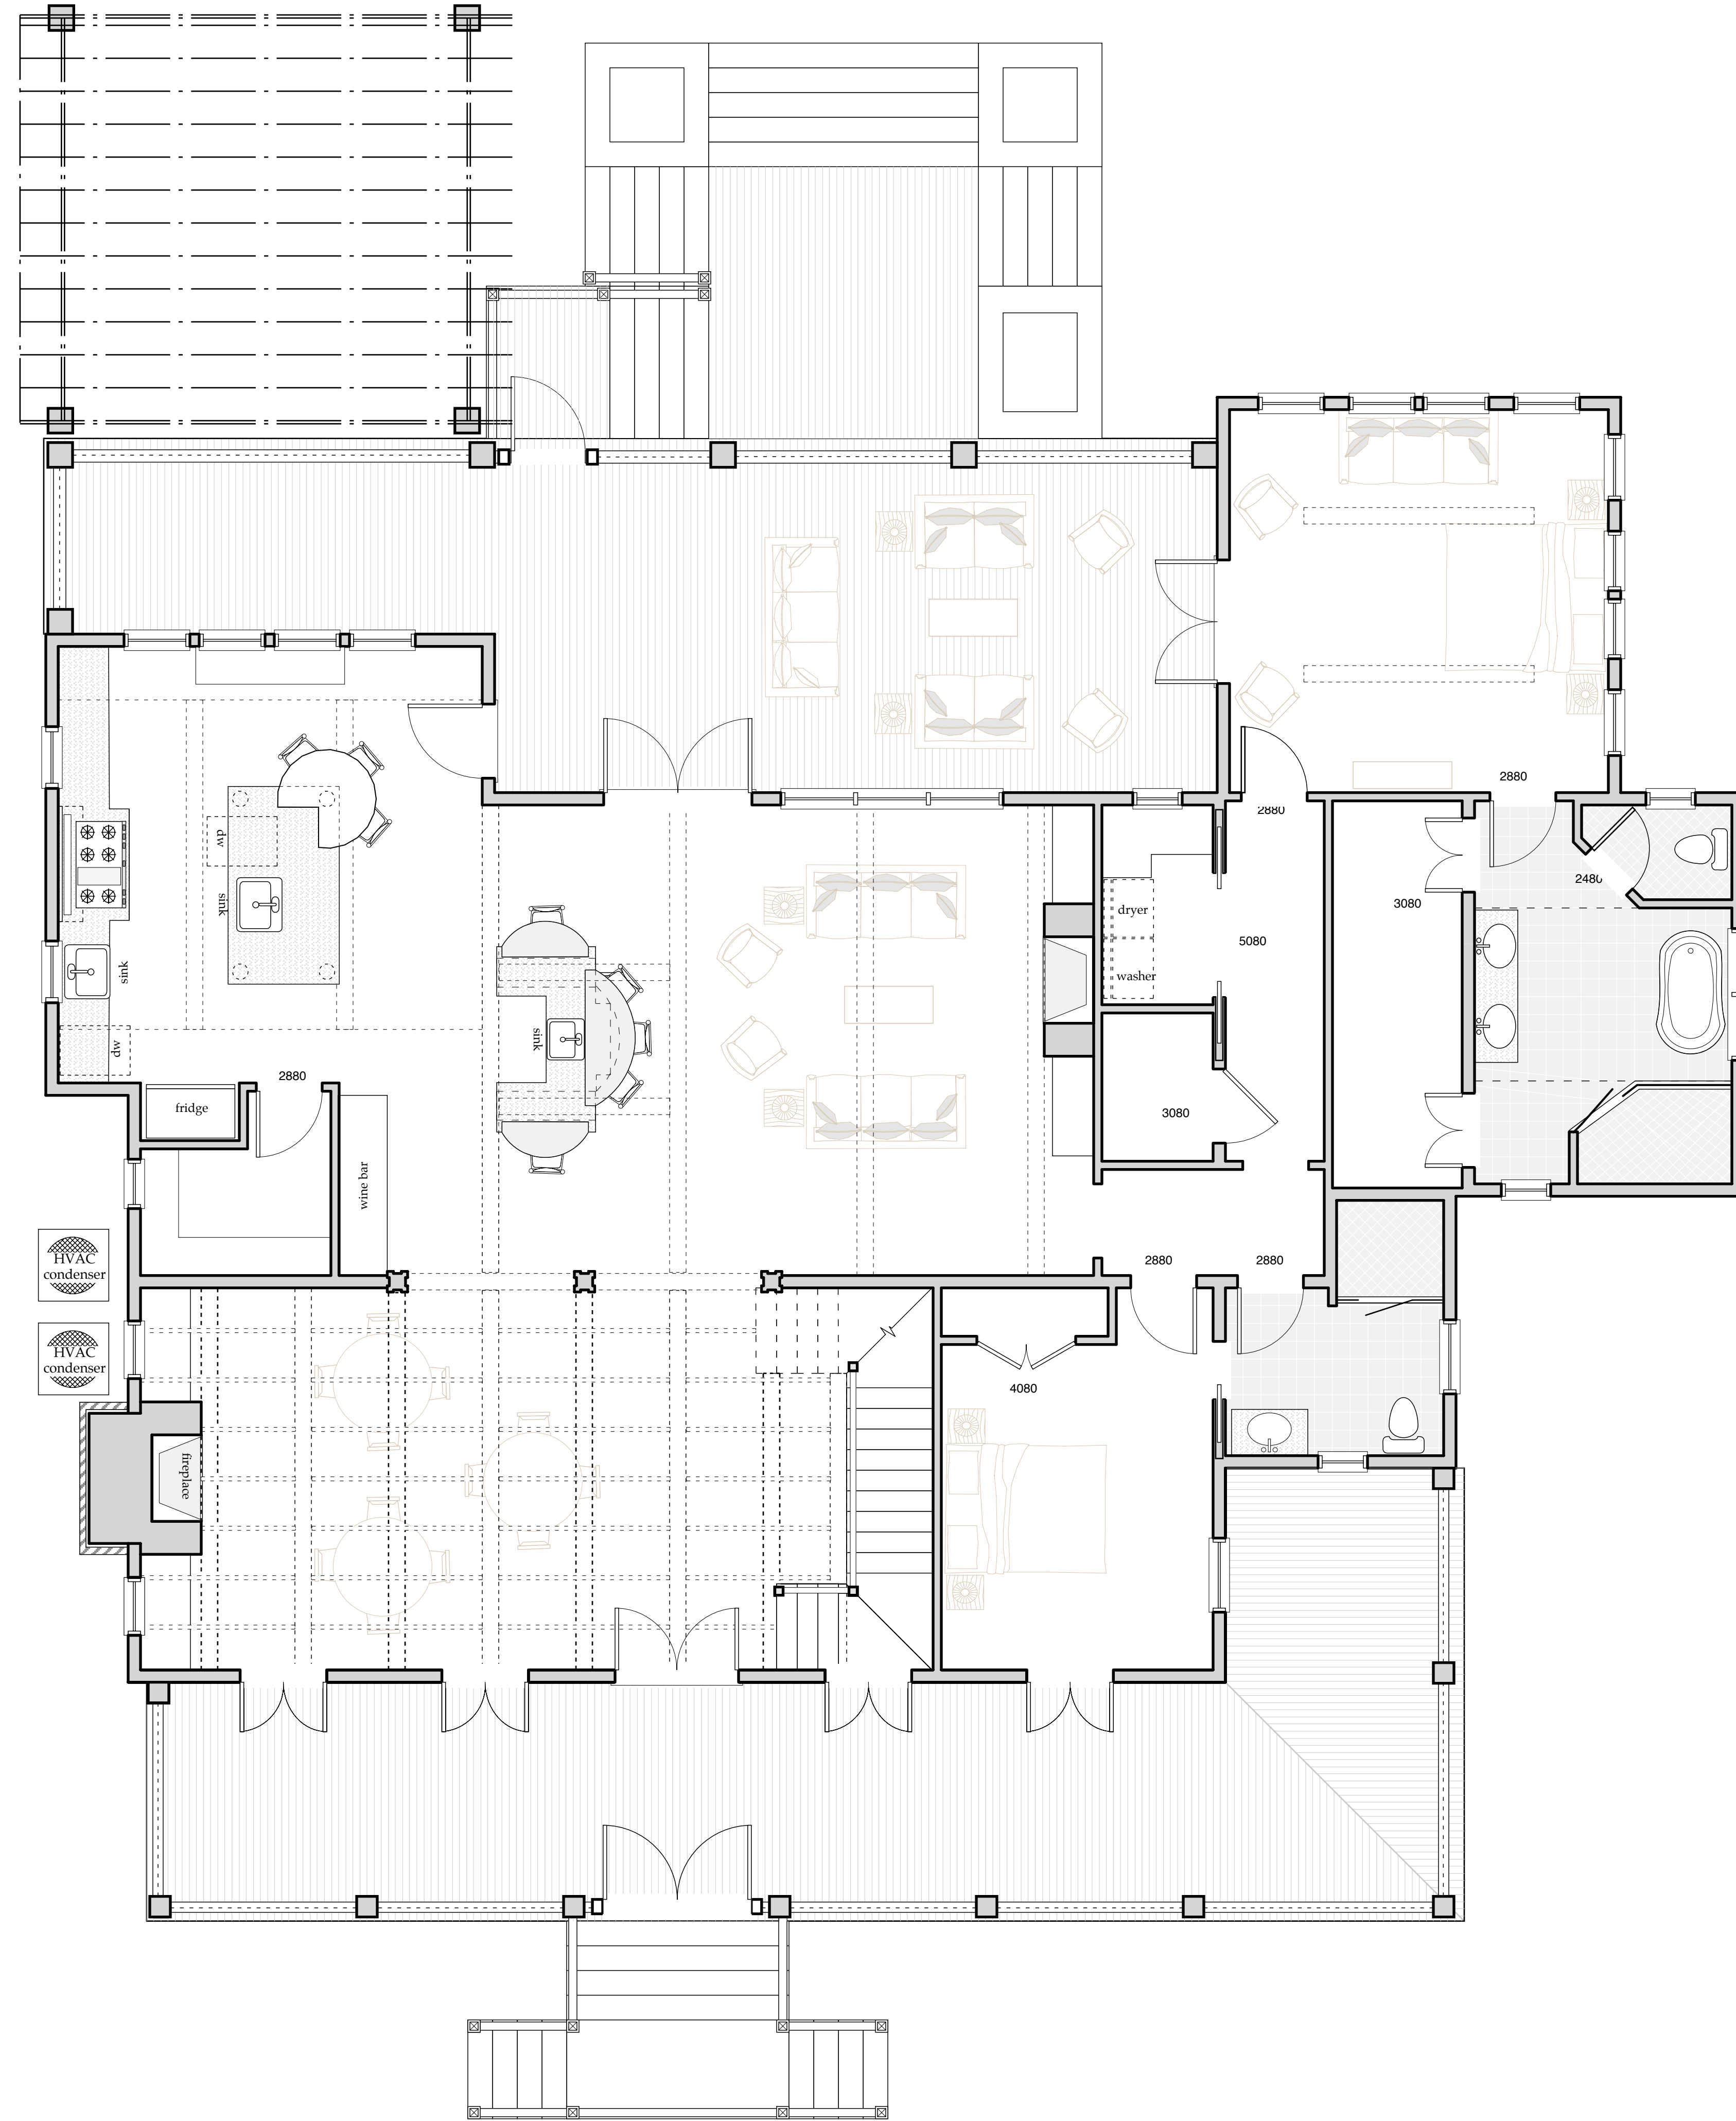 2880
2880
2480
dw
sink
3080
dryer
5080
sink
washer
sink
dw
2880
fridge
3080
wine bar
HVAC
condenser
2880
2880
HVAC
condenser
4080
fireplace